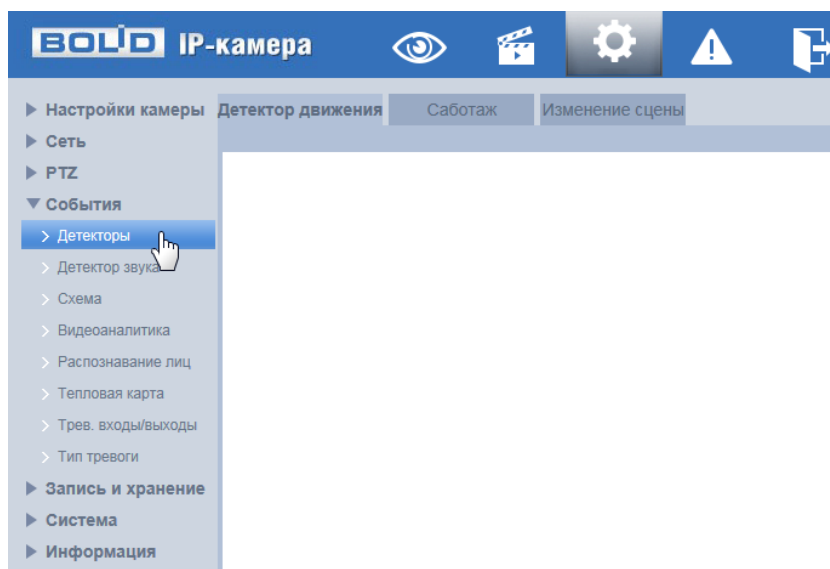 BOLID IP-камера
Детектор движения Саботаж Изменение сцены
Настройки камеры
Сеть
PTZ
События
Детекторы
Детектор звука
Схема
Видеоаналитика
Распознавание лиц
Тепловая карта
Трев. входы/выходы
Тип тревоги
Запись и хранение
Система
Информация